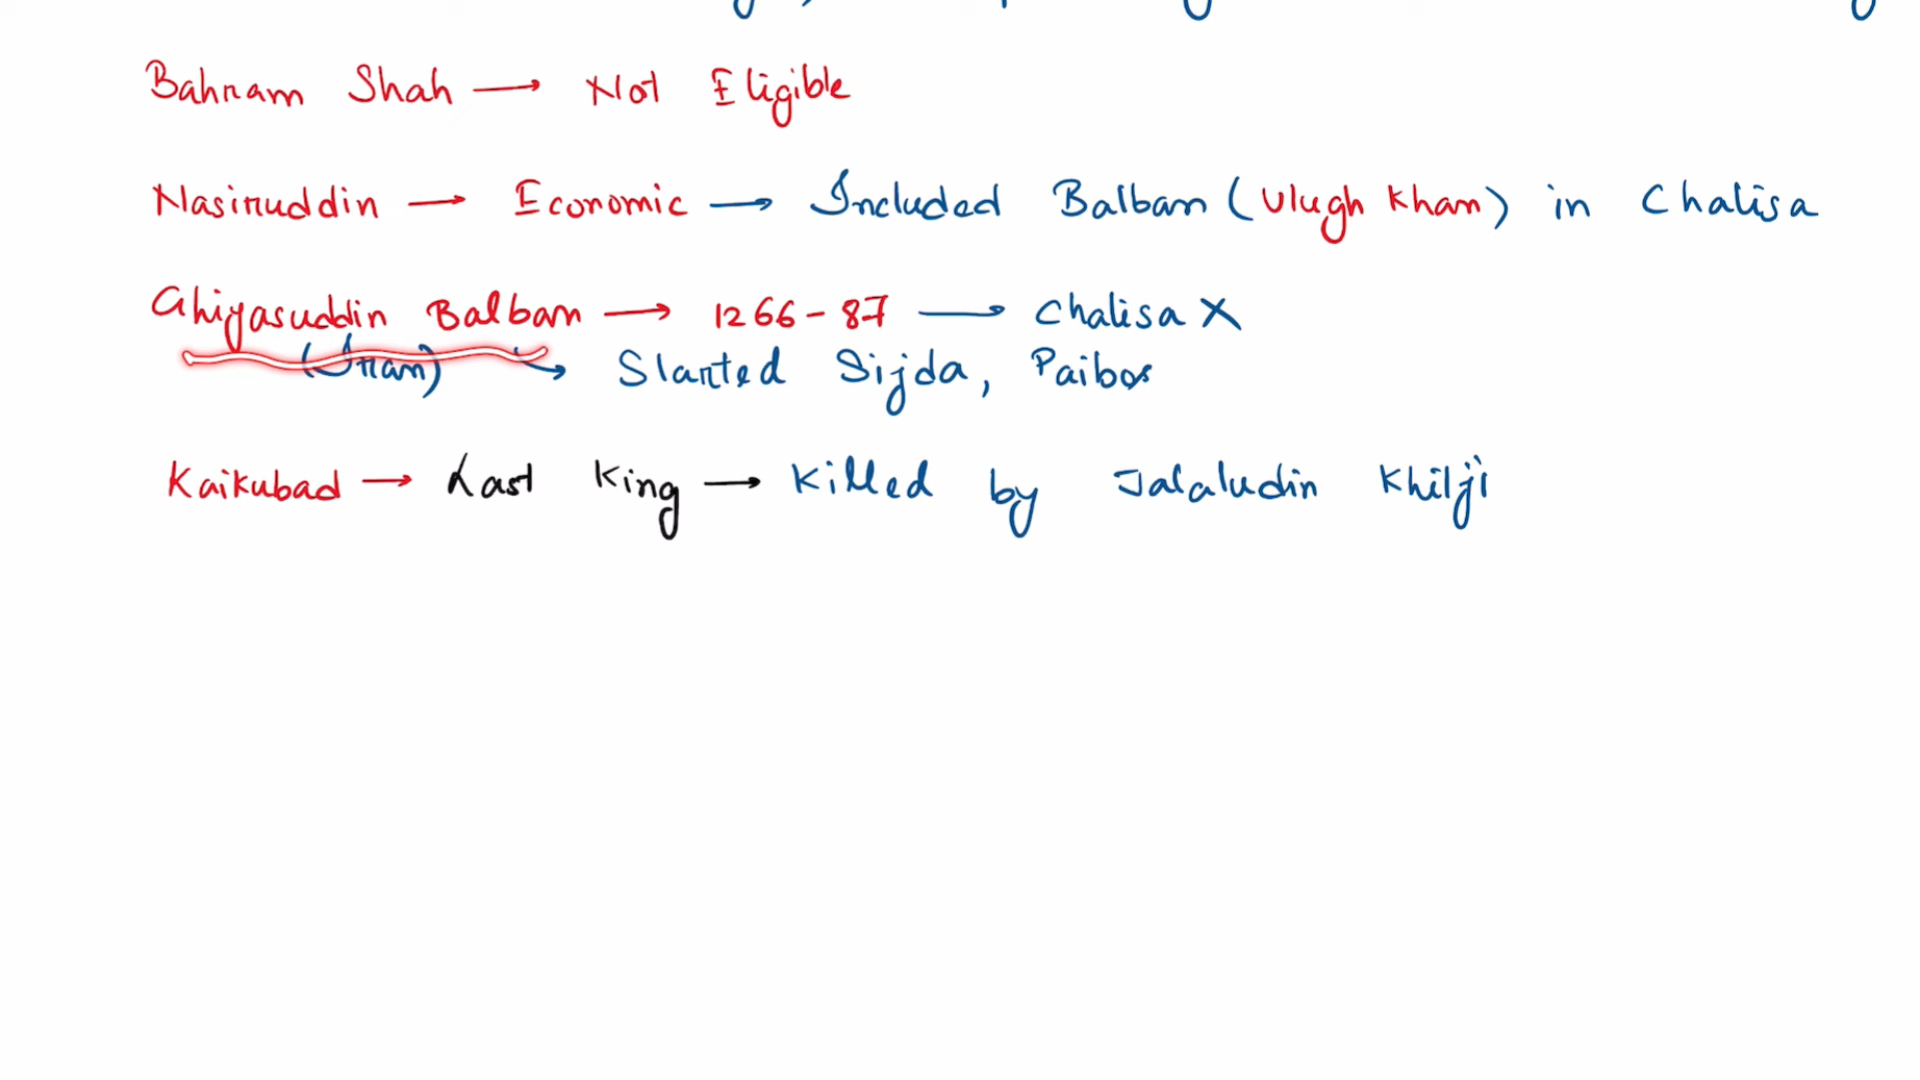 Bahram Shah → Not Eligible
Nasiruddin → Economic → Included Balban (Ulugh Khan) in Chalisa
Ghiyasuddin Balban → 1266-87 → Chalisa X
(Iran) → Started Sijda, Paibos
Kaikubad → Last King → Killed by Jalaludin Khilji